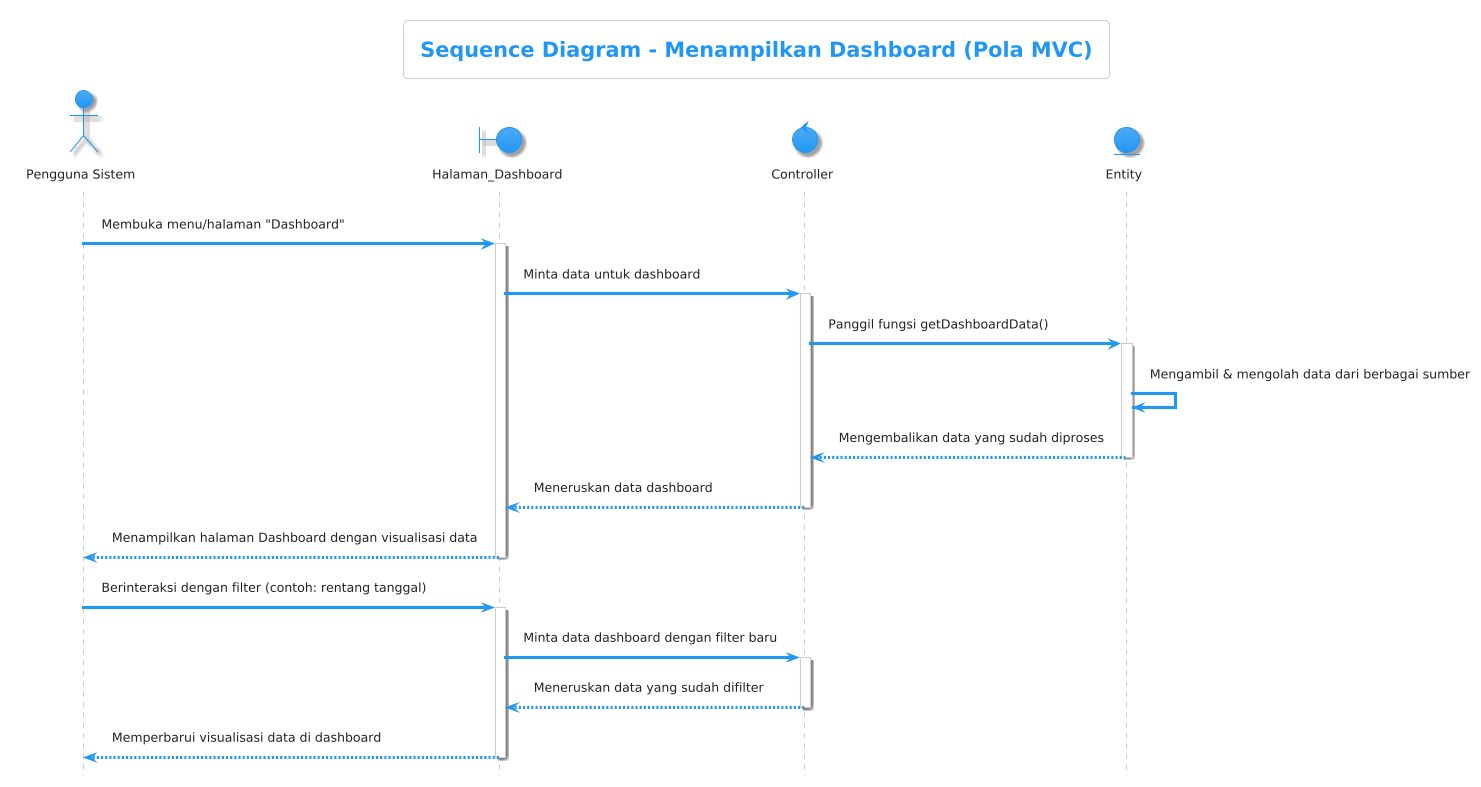 Sequence Diagram - Menampilkan Dashboard (Pola MVC)
Pengguna Sistem
Halaman_Dashboard
Controller
Entity
Membuka menu/halaman "Dashboard"
Minta data untuk dashboard
Panggil fungsi getDashboardData()
Mengambil & mengolah data dari berbagai sumber
Mengembalikan data yang sudah diproses
Meneruskan data dashboard
Menampilkan halaman Dashboard dengan visualisasi data
Berinteraksi dengan filter (contoh: rentang tanggal)
Minta data dashboard dengan filter baru
Meneruskan data yang sudah difilter
Memperbarui visualisasi data di dashboard